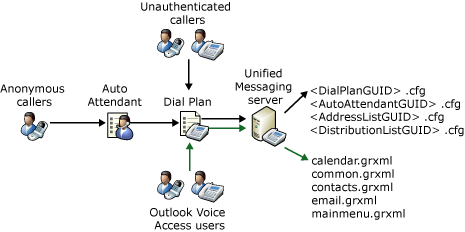 Unauthenticated
callers
Anonymous
callers
Auto
Attendant
Dial Plan
Unified
Messaging
server
<DialPlanGUID> .cfg
<AutoAttendantGUID> .cfg
<AddressListGUID> .cfg
<DistributionListGUID> .cfg
calendar.grxml
common.grxml
contacts.grxml
email.grxml
mainmenu.grxml
Outlook Voice
Access users